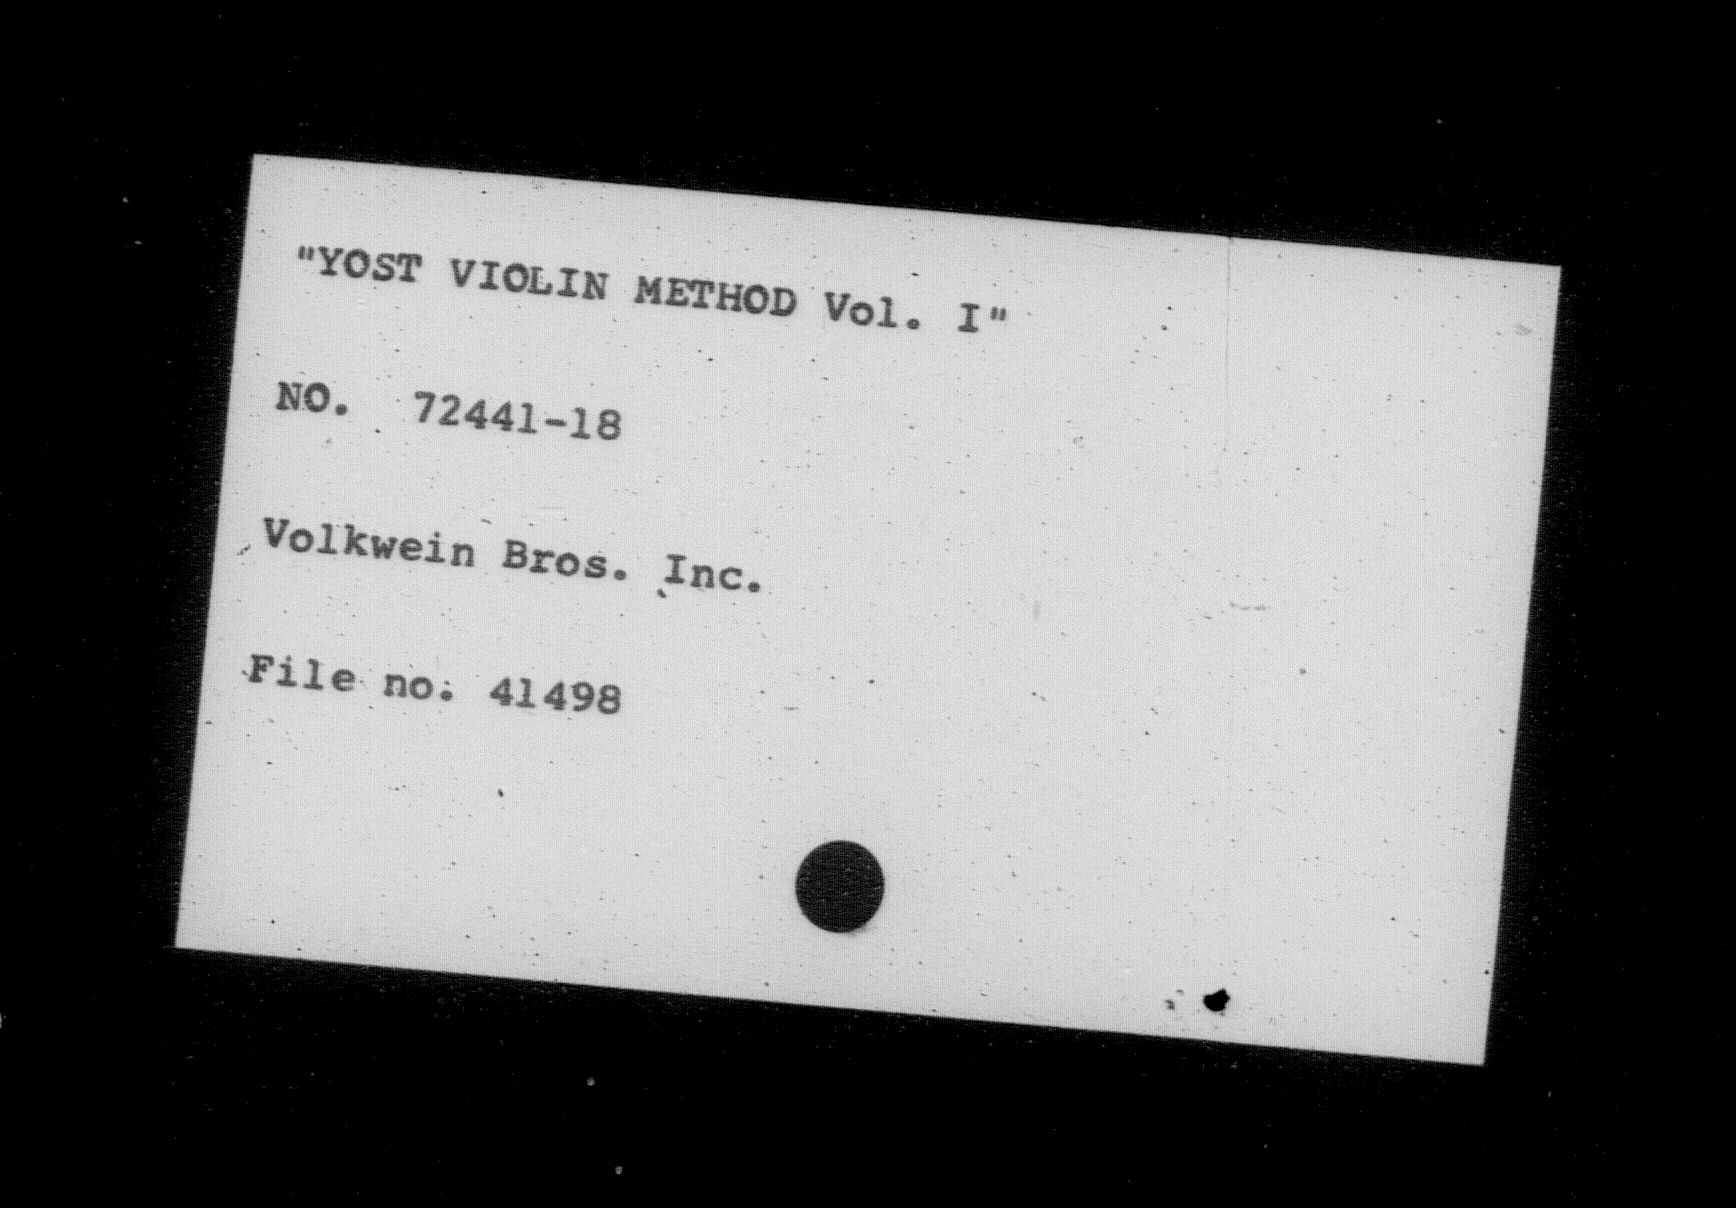 "YOST VIOLIN METHOD Vol. I"
NO. 72441-18
Volkwein Bros. Inc.
File no. 41498